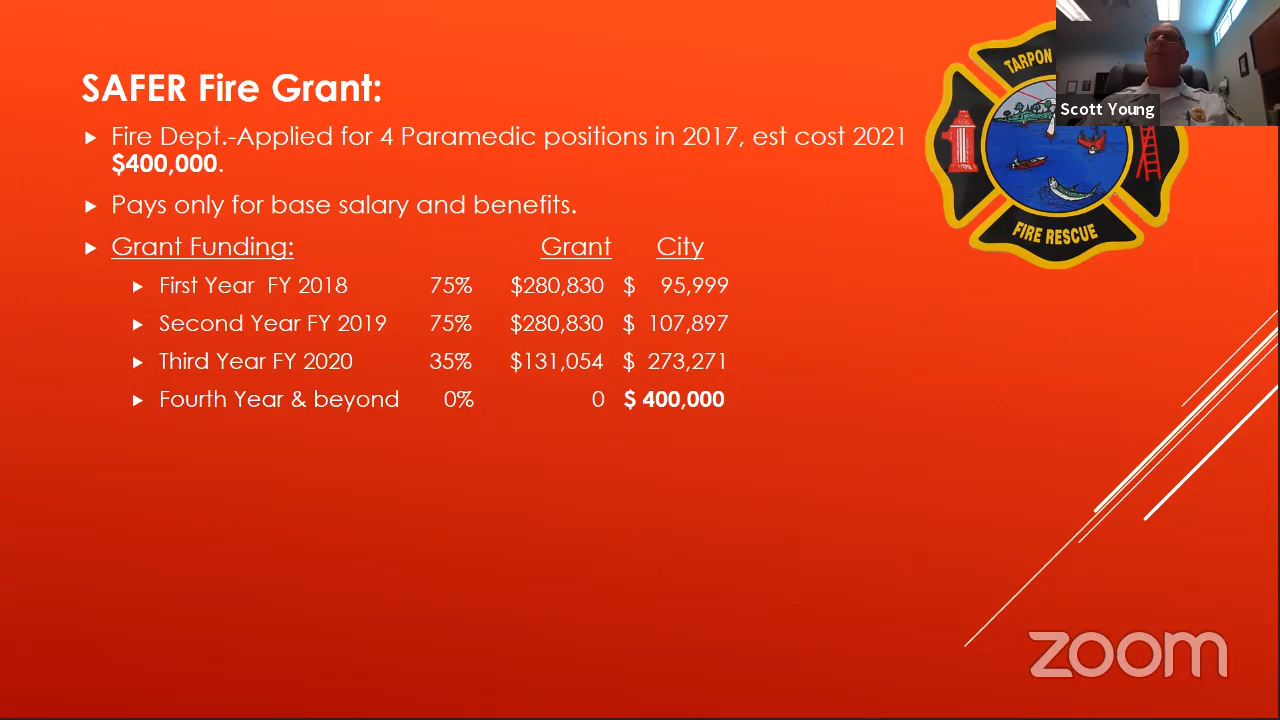 SAFER Fire Grant:
Fire Dept.-Applied for 4 Paramedic positions in 2017, est cost 2021
$400,000.
Pays only for base salary and benefits.
Grant Funding: Grant City
First Year FY 2018 75% $280,830 $ 95,999
Second Year FY 2019 75% $280,830 $ 107,897
Third Year FY 2020 35% $131,054 $ 273,271
Fourth Year & beyond 0% 0 $ 400,000
TARPON
FIRE RESCUE
Scott Young
zoom